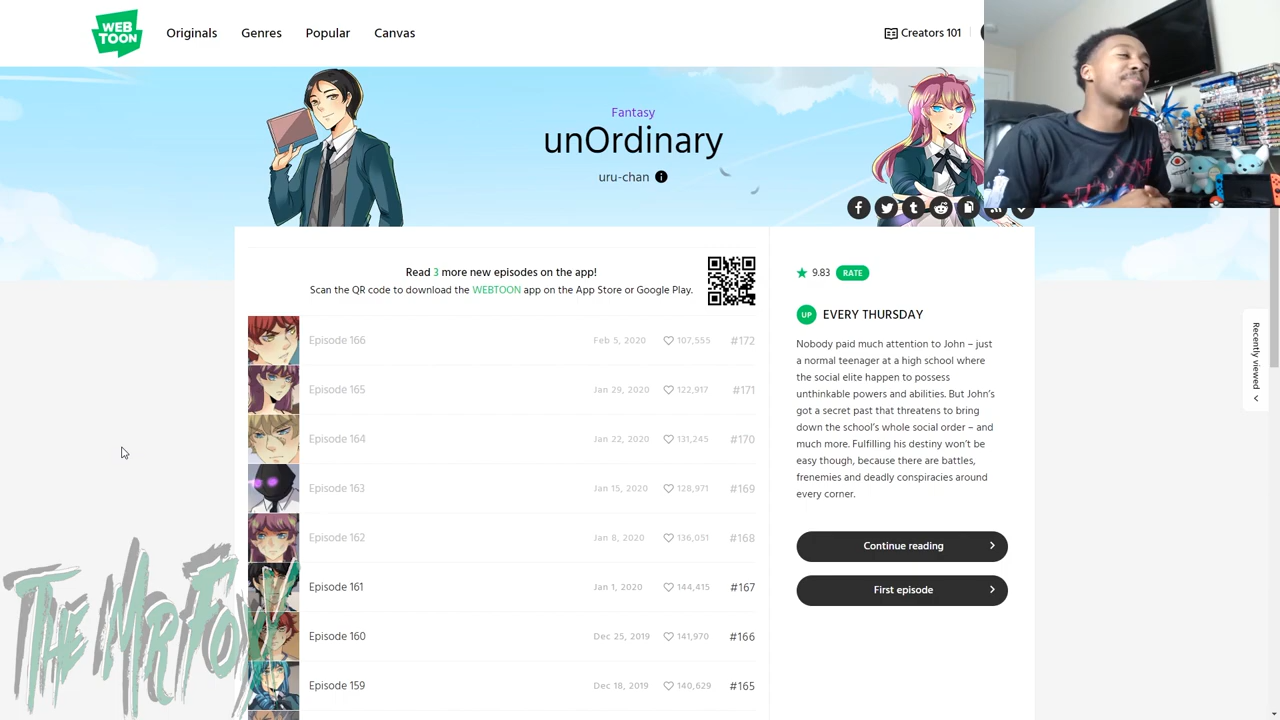 WEB
TOON
Originals
Genres
Popular
Canvas
Creators 101
Fantasy
unOrdinary
uru-chan
Read 3 more new episodes on the app!
Scan the QR code to download the WEBTOON app on the App Store or Google Play.
Episode 166 Feb 5, 2020 107,555 #172
Episode 165 Jan 29, 2020 122,917 #171
Episode 164 Jan 22, 2020 131,245 #170
Episode 163 Jan 15, 2020 128,971 #169
Episode 162 Jan 8, 2020 136,051 #168
Episode 161 Jan 1, 2020 144,415 #167
Episode 160 Dec 25, 2019 141,970 #166
Episode 159 Dec 18, 2019 140,629 #165
9.83 RATE
UP EVERY THURSDAY
Nobody paid much attention to John – just
a normal teenager at a high school where
the social elite happen to possess
unthinkable powers and abilities. But John's
got a secret past that threatens to bring
down the school's whole social order – and
much more. Fulfilling his destiny won't be
easy though, because there are battles,
frenemies and deadly conspiracies around
every corner.
Continue reading
First episode
Recently viewed
THE MR FOX